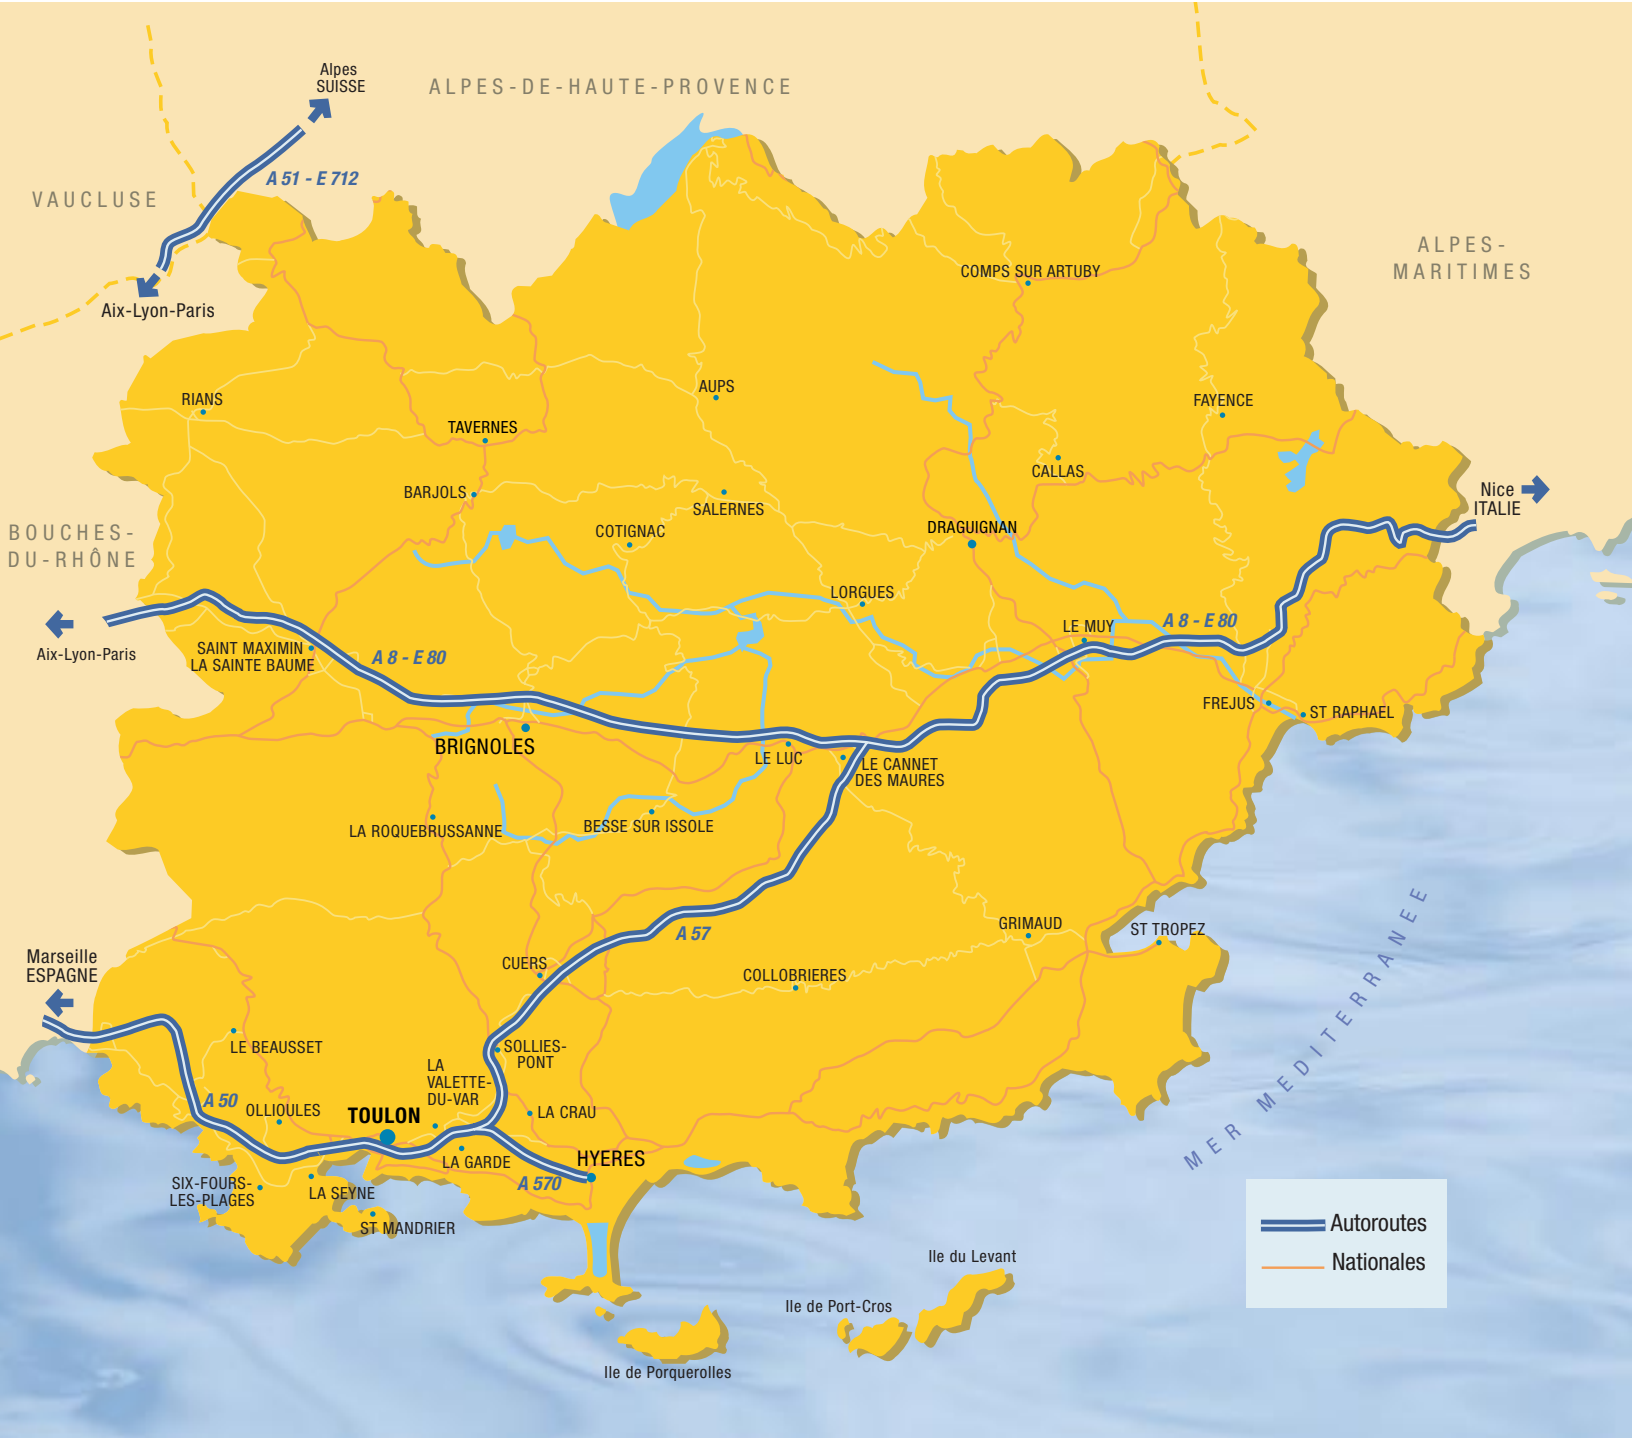 Alpes
SUISSE
ALPES-DE-HAUTE-PROVENCE
A 51 - E 712
VAUCLUSE
ALPES-
MARITIMES
COMPS SUR ARTUBY
Aix-Lyon-Paris
RIANS
AUPS
FAYENCE
TAVERNES
CALLAS
BARJOLS
SALERNES
Nice
ITALIE
BOUCHES-
DU-RHÔNE
COTIGNAC
DRAGUIGNAN
LORGUES
LE MUY
A 8 - E 80
Aix-Lyon-Paris
SAINT MAXIMIN
LA SAINTE BAUME
A 8 - E 80
FREJUS
ST RAPHAEL
BRIGNOLES
LE LUC
LE CANNET
DES MAURES
LA ROQUEBRUSSANNE
BESSE SUR ISSOLE
A 57
GRIMAUD
ST TROPEZ
Marseille
ESPAGNE
CUERS
COLLOBRIERES
LE BEAUSSET
SOLLIES-
PONT
LA
VALETTE-
DU-VAR
A 50
OLLIOULES
TOULON
LA CRAU
MER MEDITERRANEE
LA GARDE
HYERES
A 570
SIX-FOURS-
LES-PLAGES
LA SEYNE
ST MANDRIER
Autoroutes
Nationales
Ile du Levant
Ile de Port-Cros
Ile de Porquerolles